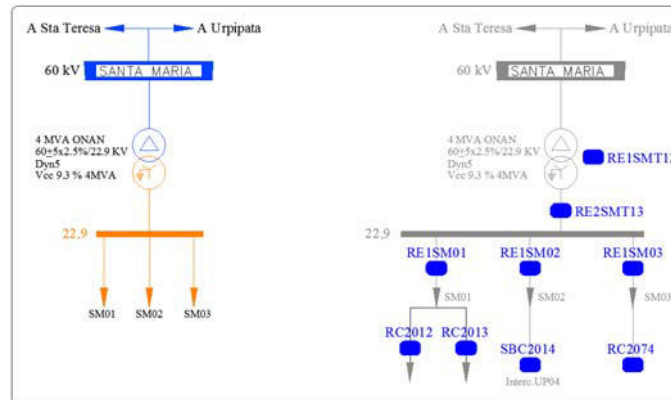 A Sta Teresa
A Urpipata
60 kV
SANTA MARIA
4 MVA ONAN
60±5x2.5%/22.9 KV
Dyn5
Vcc 9.3 % 4MVA
22.9
SM01
SM02
SM03
A Sta Teresa
A Urpipata
60 kV
SANTA MARIA
4 MVA ONAN
60±5x2.5%/22.9 KV
Dyn5
Vcc 9.3 % 4MVA
RE1SMT13
RE2SMT13
22.9
RE1SM01
RE1SM02
RE1SM03
SM01
SM02
SM03
RC2012
RC2013
SBC2014
RC2074
Interc.UP04